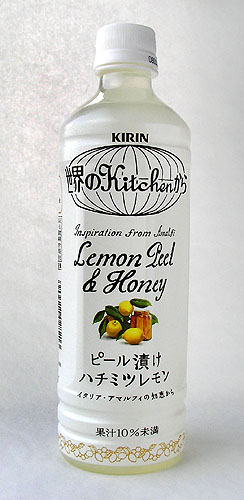 KIRIN
世界のKitchenから
Inspiration from Amalfi
Lemon Peel
& Honey
ピール漬け
ハチミツレモン
イタリア・アマルフィの知恵から
果汁10%未満